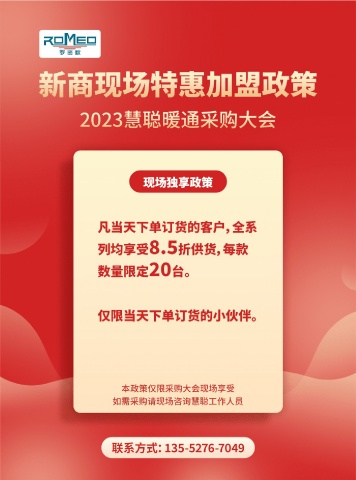 ROMEO
罗密欧
新商现场特惠加盟政策
2023慧聪暖通采购大会
现场独享政策
凡当天下单订货的客户，全系
列均享受8.5折供货，每款
数量限定20台。
仅限当天下单订货的小伙伴。
本政策仅限采购大会现场享受
如需采购请现场咨询慧聪工作人员
联系方式：135-5276-7049